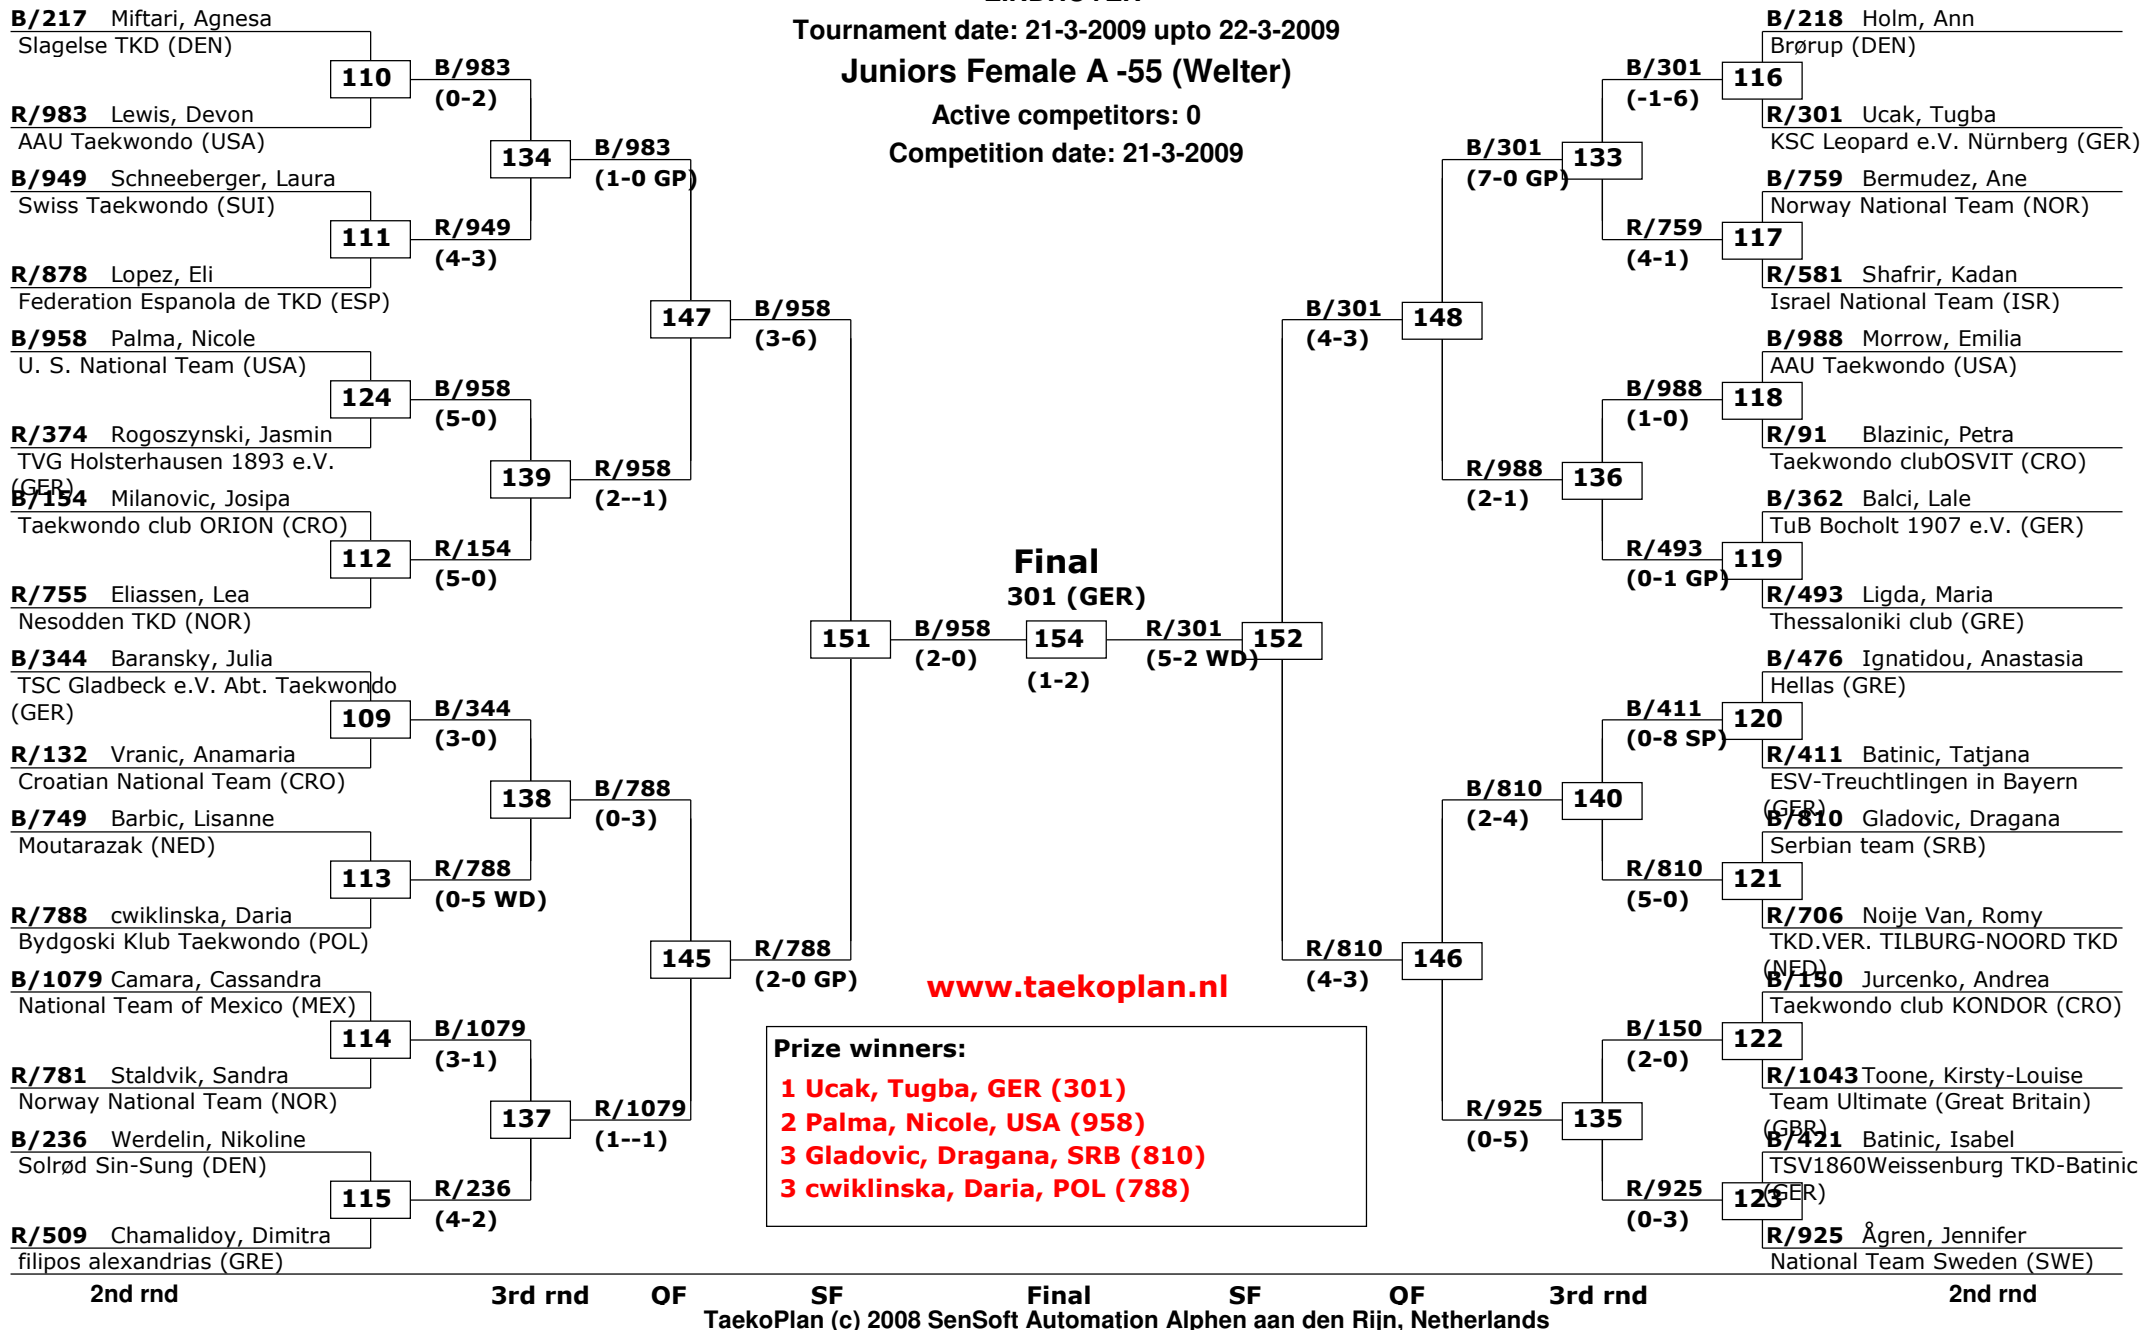 Tournament date: 21-3-2009 upto 22-3-2009
Juniors Female A -55 (Welter)
Active competitors: 0
Competition date: 21-3-2009
B/217 Miftari, Agnesa
Slagelse TKD (DEN)
110
R/983 Lewis, Devon
AAU Taekwondo (USA)
B/949 Schneeberger, Laura
Swiss Taekwondo (SUI)
111
R/878 Lopez, Eli
Federation Espanola de TKD (ESP)
B/958 Palma, Nicole
U. S. National Team (USA)
124
R/374 Rogoszynski, Jasmin
TVG Holsterhausen 1893 e.V.
(GER)
B/154 Milanovic, Josipa
Taekwondo club ORION (CRO)
112
R/755 Eliassen, Lea
Nesodden TKD (NOR)
B/344 Baransky, Julia
TSC Gladbeck e.V. Abt. Taekwondo
(GER)
109
R/132 Vranic, Anamaria
Croatian National Team (CRO)
B/749 Barbic, Lisanne
Moutarazak (NED)
113
R/788 cwiklinska, Daria
Bydgoski Klub Taekwondo (POL)
B/1079 Camara, Cassandra
National Team of Mexico (MEX)
114
R/781 Staldvik, Sandra
Norway National Team (NOR)
B/236 Werdelin, Nikoline
Solrød Sin-Sung (DEN)
115
R/509 Chamalidoy, Dimitra
filipos alexandrias (GRE)
B/983
(0-2)
134
R/949
(4-3)
B/958
(5-0)
139
R/154
(5-0)
B/344
(3-0)
138
R/788
(0-5 WD)
B/1079
(3-1)
137
R/236
(4-2)
B/983
(1-0 GP)
147
R/958
(2--1)
B/788
(0-3)
145
R/1079
(1--1)
B/958
(3-6)
151
R/788
(2-0 GP)
B/958
(2-0)
Final
301 (GER)
154
(1-2)
R/301
(5-2 WD)
152
B/301
(4-3)
148
R/810
(4-3)
146
B/301
(7-0 GP)
133
R/988
(2-1)
136
B/810
(2-4)
140
R/925
(0-5)
135
B/301
(-1-6)
R/759
(4-1)
B/988
(1-0)
R/493
(0-1 GP)
B/411
(0-8 SP)
R/810
(5-0)
B/150
(2-0)
R/925
(0-3)
B/218 Holm, Ann
Brørup (DEN)
116
R/301 Ucak, Tugba
KSC Leopard e.V. Nürnberg (GER)
B/759 Bermudez, Ane
Norway National Team (NOR)
117
R/581 Shafrir, Kadan
Israel National Team (ISR)
B/988 Morrow, Emilia
AAU Taekwondo (USA)
118
R/91 Blazinic, Petra
Taekwondo clubOSVIT (CRO)
B/362 Balci, Lale
TuB Bocholt 1907 e.V. (GER)
119
R/493 Ligda, Maria
Thessaloniki club (GRE)
B/476 Ignatidou, Anastasia
Hellas (GRE)
120
R/411 Batinic, Tatjana
ESV-Treuchtlingen in Bayern
(GER)
B/810 Gladovic, Dragana
Serbian team (SRB)
121
R/706 Noije Van, Romy
TKD.VER. TILBURG-NOORD TKD
(NED)
B/150 Jurcenko, Andrea
Taekwondo club KONDOR (CRO)
122
R/1043 Toone, Kirsty-Louise
Team Ultimate (Great Britain)
(GBR)
B/421 Batinic, Isabel
TSV1860Weissenburg TKD-Batinic
(GER)
123
R/925 Ågren, Jennifer
National Team Sweden (SWE)
www.taekoplan.nl
Prize winners:
1 Ucak, Tugba, GER (301)
2 Palma, Nicole, USA (958)
3 Gladovic, Dragana, SRB (810)
3 cwiklinska, Daria, POL (788)
2nd rnd 3rd rnd QF SF Final SF QF 3rd rnd 2nd rnd
TaekoPlan (c) 2008 SenSoft Automation Alphen aan den Rijn, Netherlands